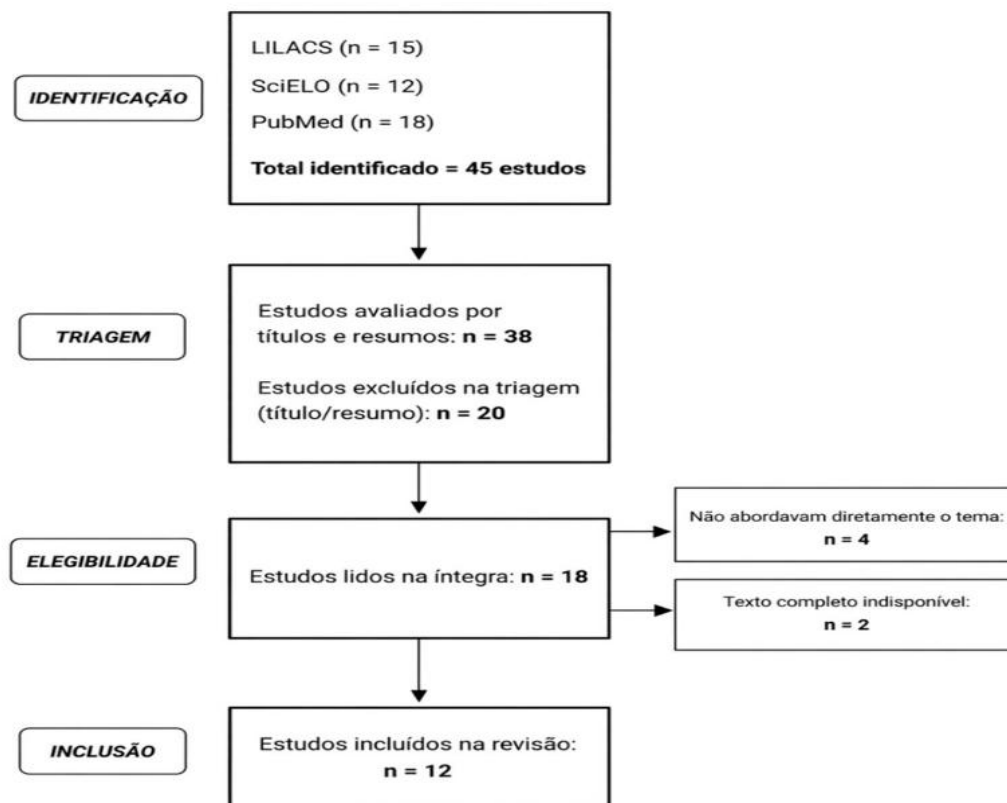 IDENTIFICAÇÃO
LILACS (n = 15)
SciELO (n = 12)
PubMed (n = 18)
Total identificado = 45 estudos
TRIAGEM
Estudos avaliados por
títulos e resumos: n = 38
Estudos excluídos na triagem
(título/resumo): n = 20
ELEGIBILIDADE
Estudos lidos na íntegra: n = 18
Não abordavam diretamente o tema:
n = 4
Texto completo indisponível:
n = 2
INCLUSÃO
Estudos incluídos na revisão:
n = 12